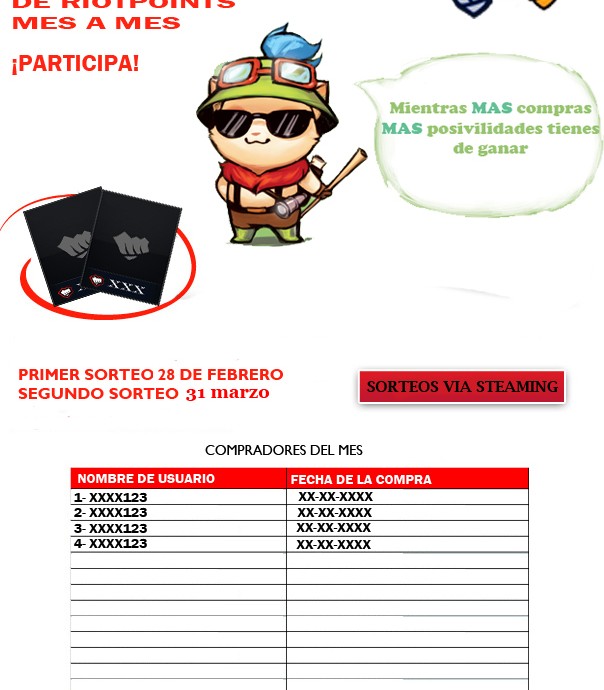 DE RIOTPOINTS
MES A MES
¡PARTICIPA!
Mientras MAS compras
MAS posivilidades tienes
de ganar
XXX
PRIMER SORTEO 28 DE FEBRERO
SEGUNDO SORTEO 31 marzo
SORTEOS VIA STEAMING
COMPRADORES DEL MES
NOMBRE DE USUARIO FECHA DE LA COMPRA
1- XXXX123 XX-XX-XXXX
2- XXXX123 XX-XX-XXXX
3- XXXX123 XX-XX-XXXX
4- XXXX123 XX-XX-XXXX